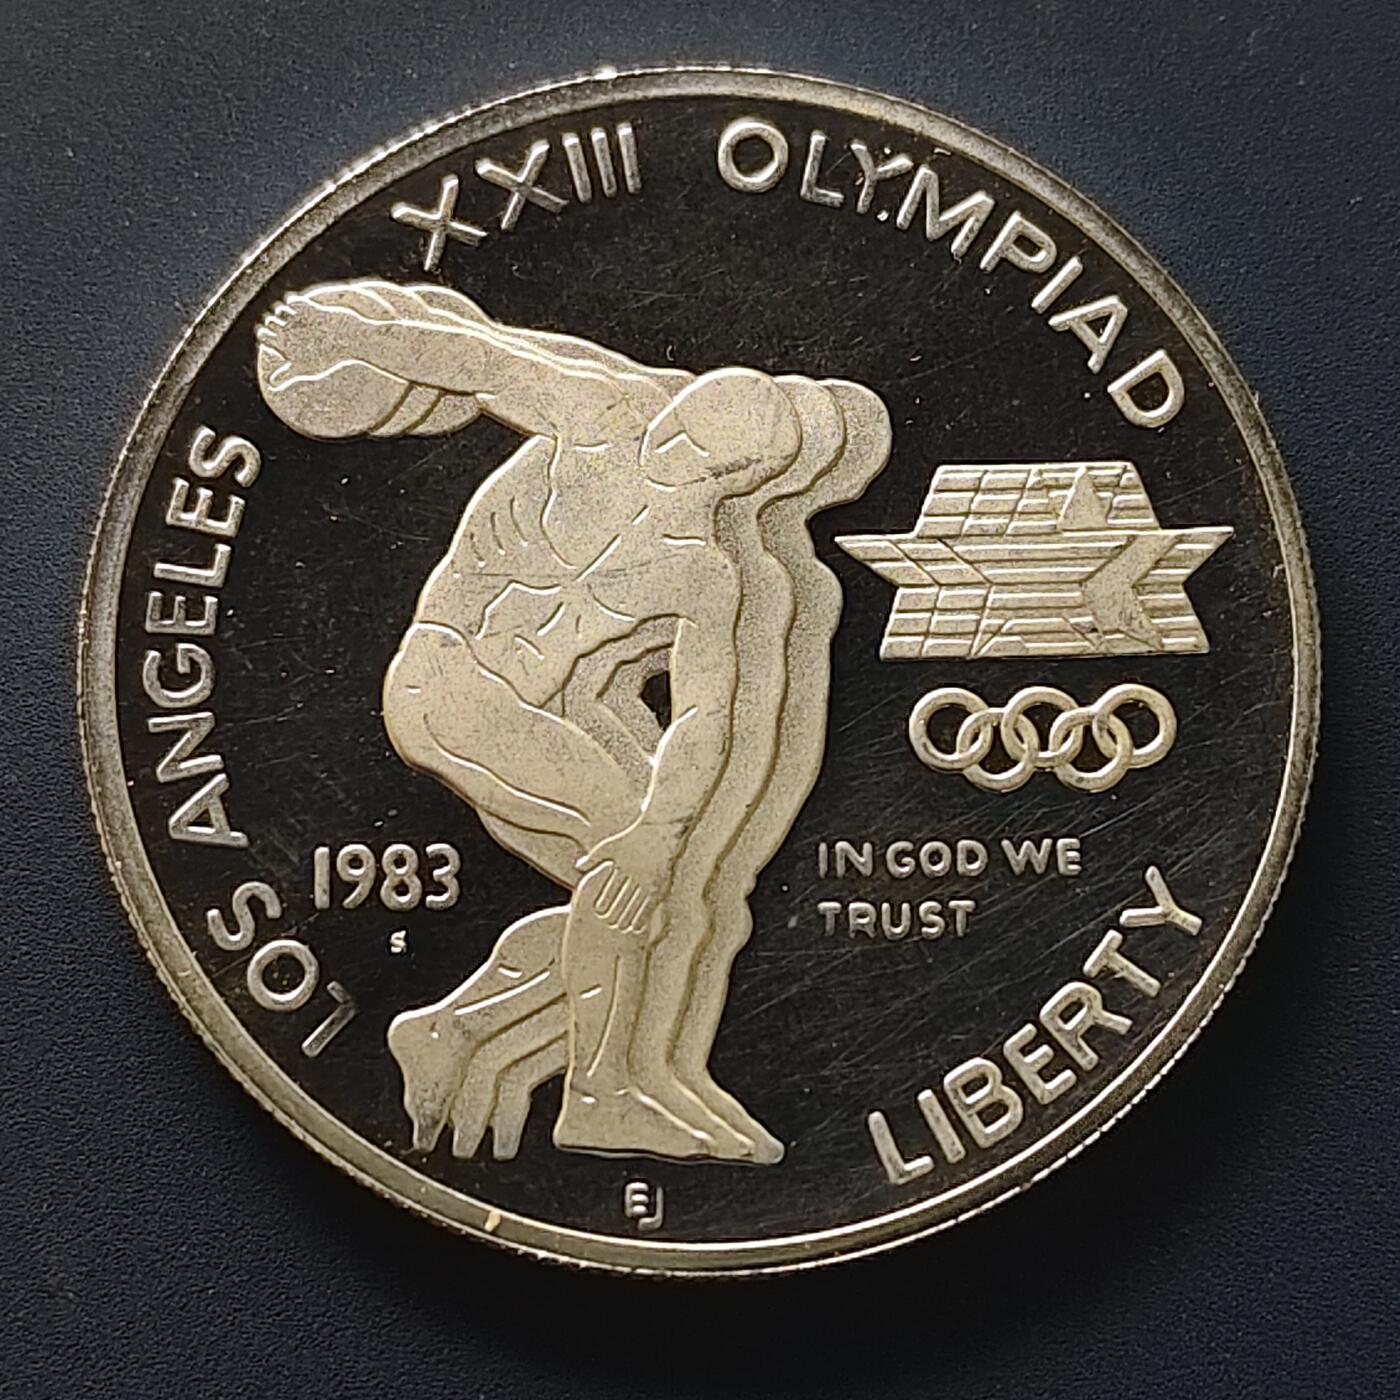 LOS ANGELES XXIII OLYMPIAD
1983
S
IN GOD WE
TRUST
LIBERTY
EJ